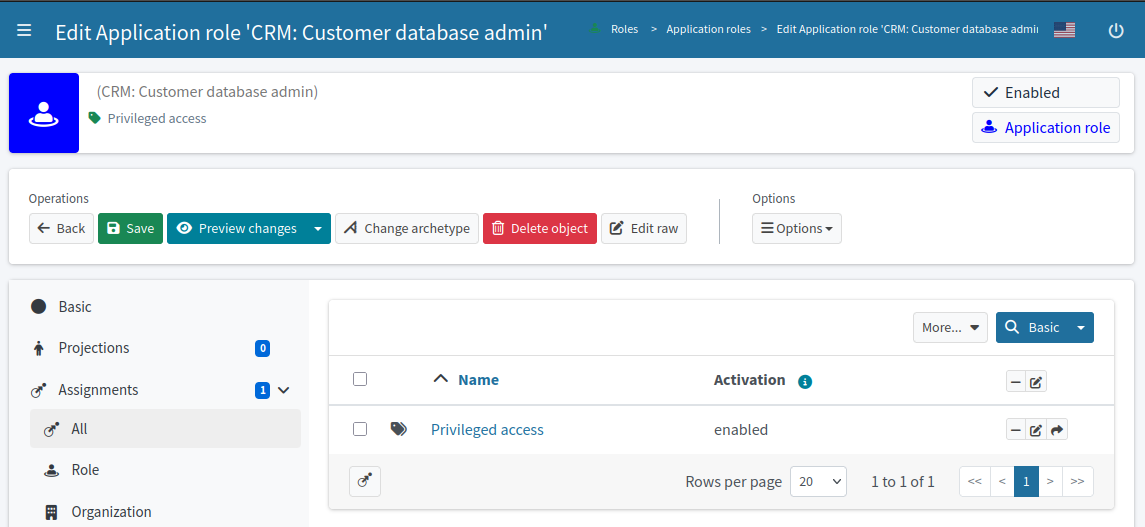 Edit Application role 'CRM: Customer database admin'
Roles > Application roles > Edit Application role 'CRM: Customer database admin
(CRM: Customer database admin)
Privileged access
Enabled
Application role
Operations
Options
Back
Save
Preview changes
Change archetype
Delete object
Edit raw
Options
Basic
Projections 0
Assignments 1
All
Role
Organization
More...
Basic
Name Activation
Privileged access enabled
Rows per page 20 1 to 1 of 1 << < 1 > >>